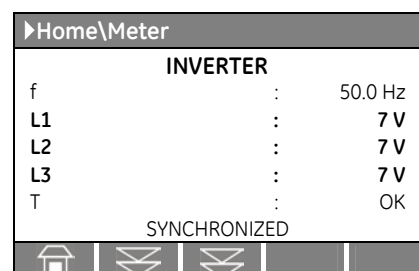 Home\Meter
INVERTER
f : 50.0 Hz
L1 : 7 V
L2 : 7 V
L3 : 7 V
T : OK
SYNCHRONIZED